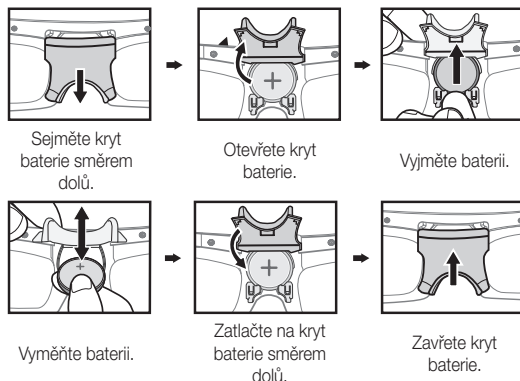 Sejměte kryt
baterie směrem
dolů.
Otevřete kryt
baterie.
Vyjměte baterii.
Vyměňte baterii.
Zatlačte na kryt
baterie směrem
dolů.
Zavřete kryt
baterie.